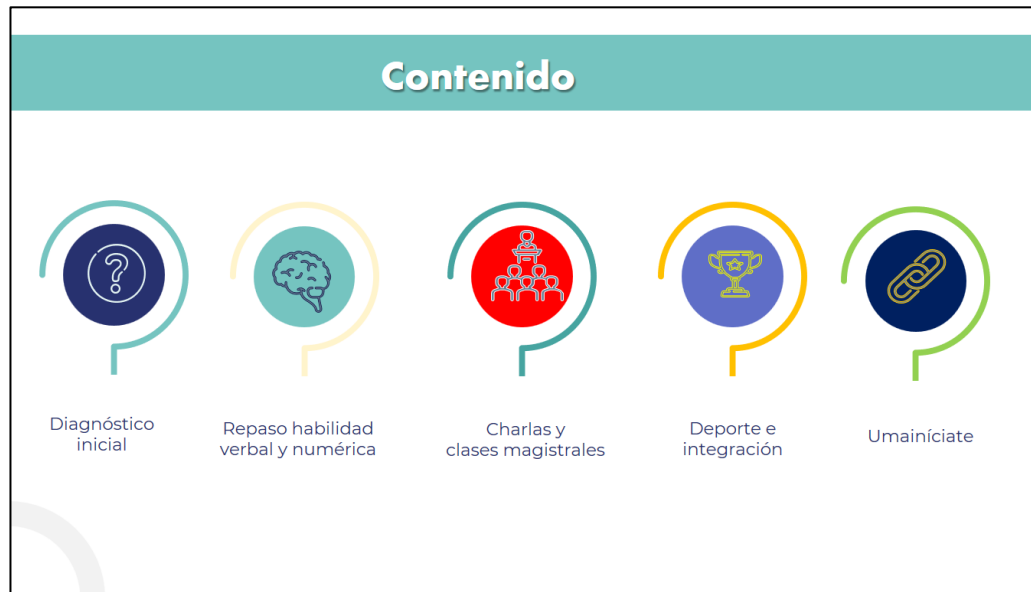 Contenido
Diagnóstico
inicial
Repaso habilidad
verbal y numérica
Charlas y
clases magistrales
Deporte e
integración
Umainíciate